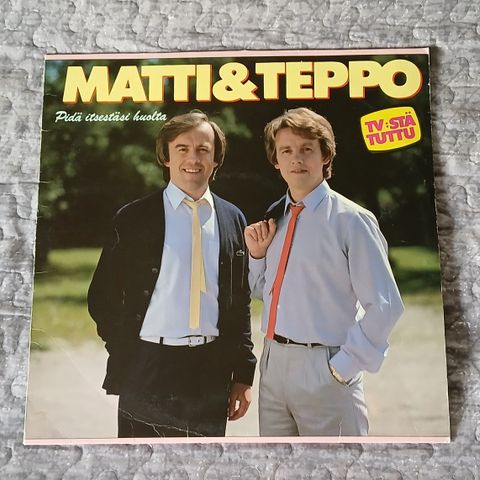 MATTI&TEPPO
Pidä itsestäsi huolta
TV:STÄ
TUTTU